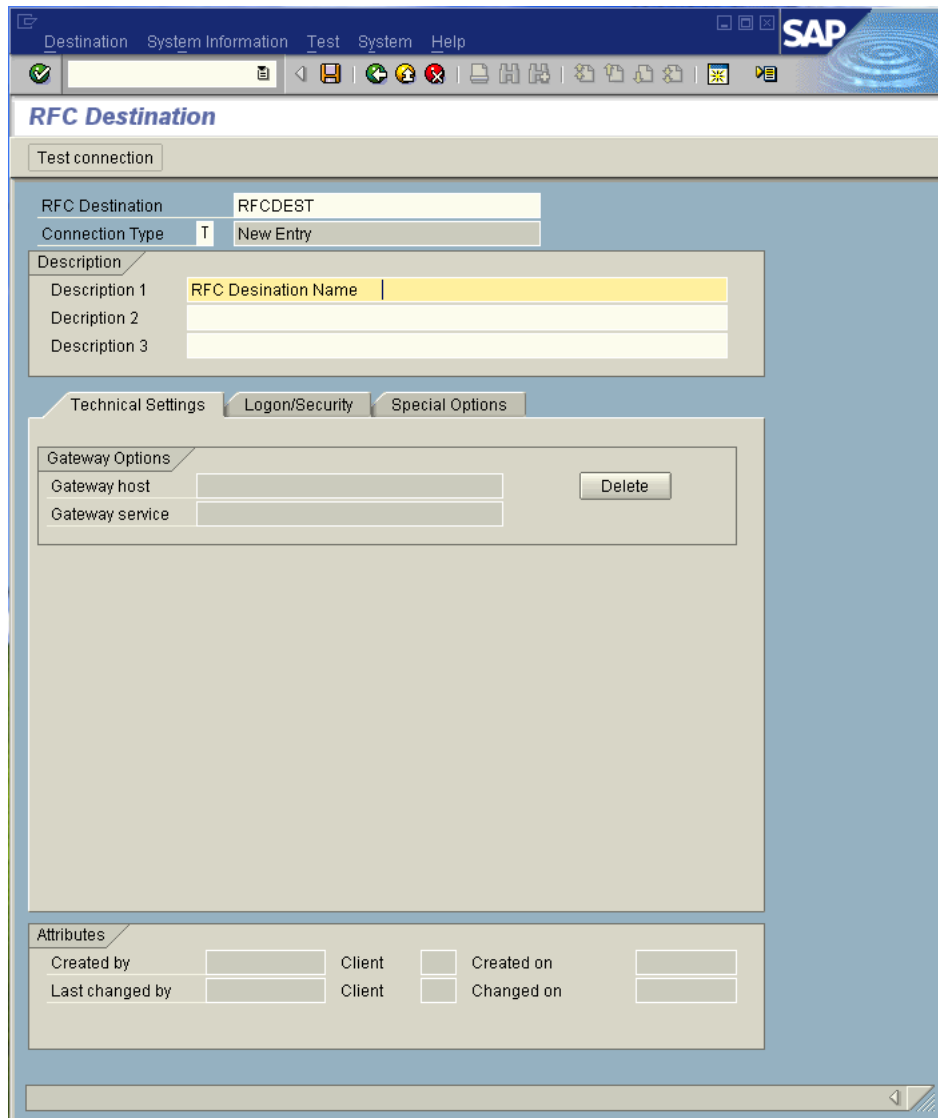 Destination System Information Test System Help
SAP
RFC Destination
Test connection
RFC Destination RFCDEST
Connection Type T New Entry
Description
Description 1 RFC Desination Name
Decription 2
Description 3
Technical Settings Logon/Security Special Options
Gateway Options
Gateway host Delete
Gateway service
Attributes
Created by Client Created on
Last changed by Client Changed on